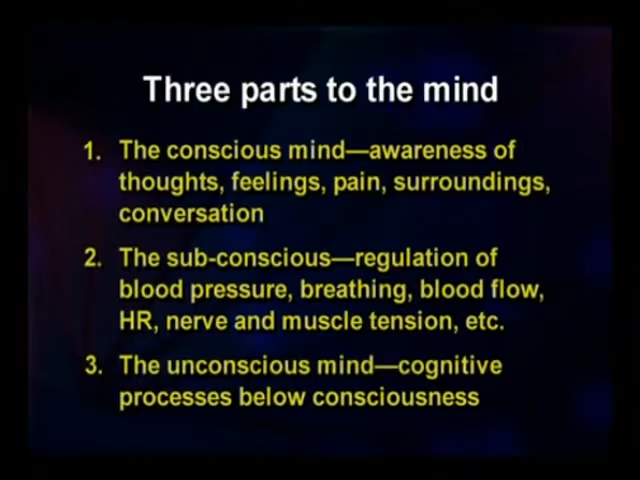 Three parts to the mind
1. The conscious mind—awareness of
thoughts, feelings, pain, surroundings,
conversation
2. The sub-conscious—regulation of
blood pressure, breathing, blood flow,
HR, nerve and muscle tension, etc.
3. The unconscious mind—cognitive
processes below consciousness